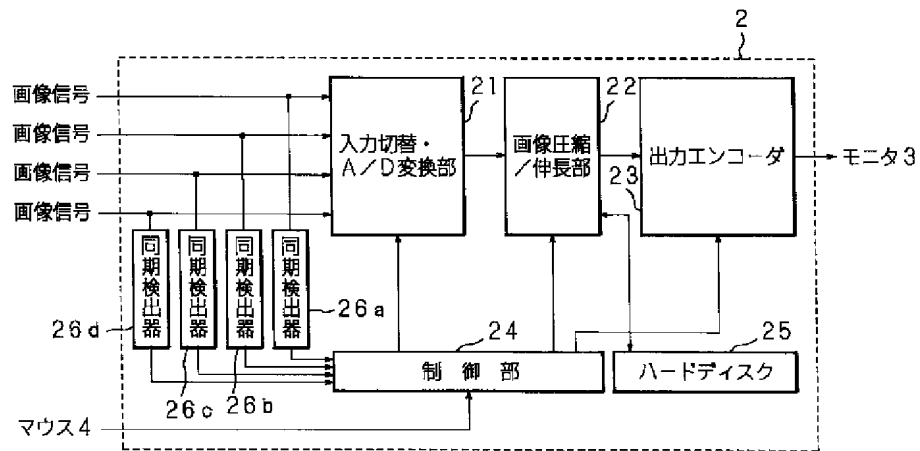 2
画像信号
画像信号
画像信号
画像信号
入力切替・
A/D変換部
21
画像圧縮
/伸長部
22
出力エンコーダ
23
モニタ3
同期検出器
同期検出器
同期検出器
同期検出器
26d
26c
26b
26a
制御部
24
ハードディスク
25
マウス4